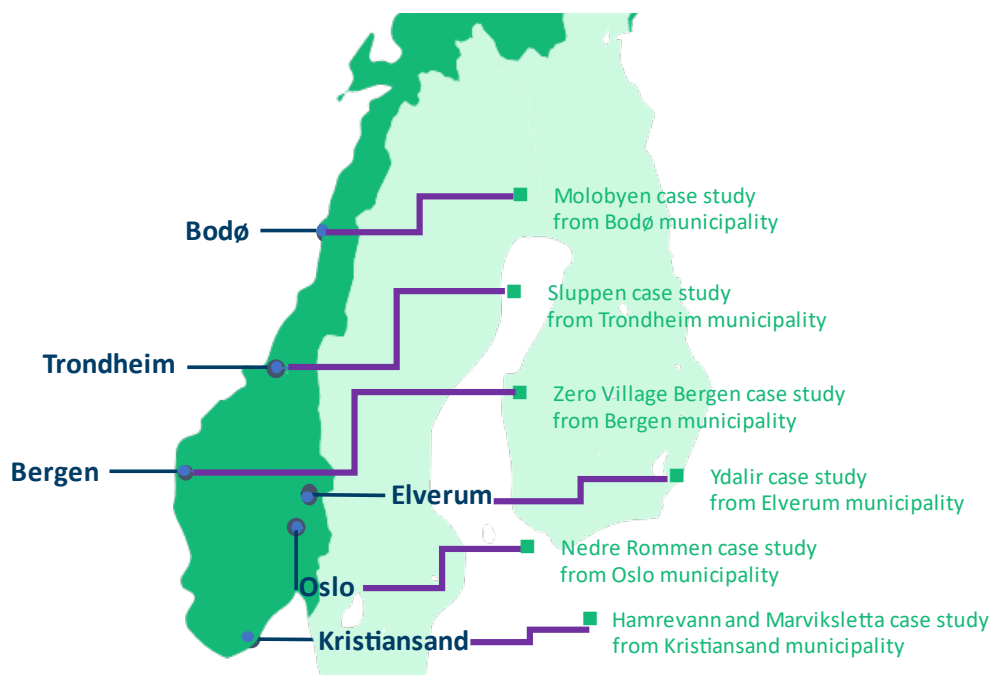 Molobyen case study
from Bodø municipality
Bodø
Sluppen case study
from Trondheim municipality
Trondheim
Zero Village Bergen case study
from Bergen municipality
Bergen
Elverum
Ydalir case study
from Elverum municipality
Nedre Rommen case study
from Oslo municipality
Oslo
Hamrevann and Marviksletta case study
from Kristiansand municipality
Kristiansand